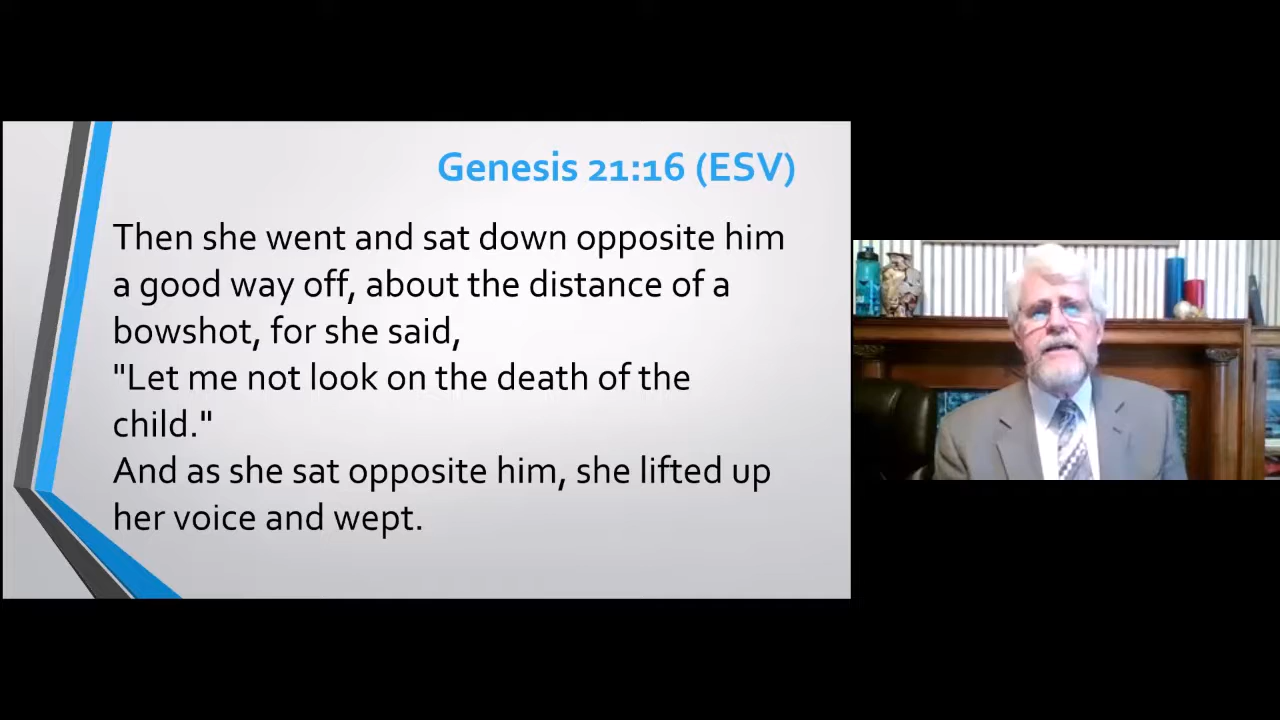 Genesis 21:16 (ESV)
Then she went and sat down opposite him
a good way off, about the distance of a
bowshot, for she said,
"Let me not look on the death of the
child."
And as she sat opposite him, she lifted up
her voice and wept.